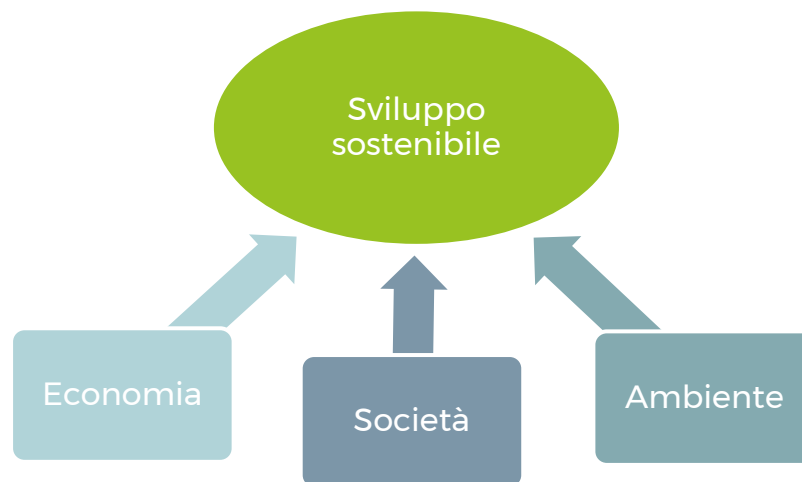 Sviluppo
sostenibile
Economia
Società
Ambiente